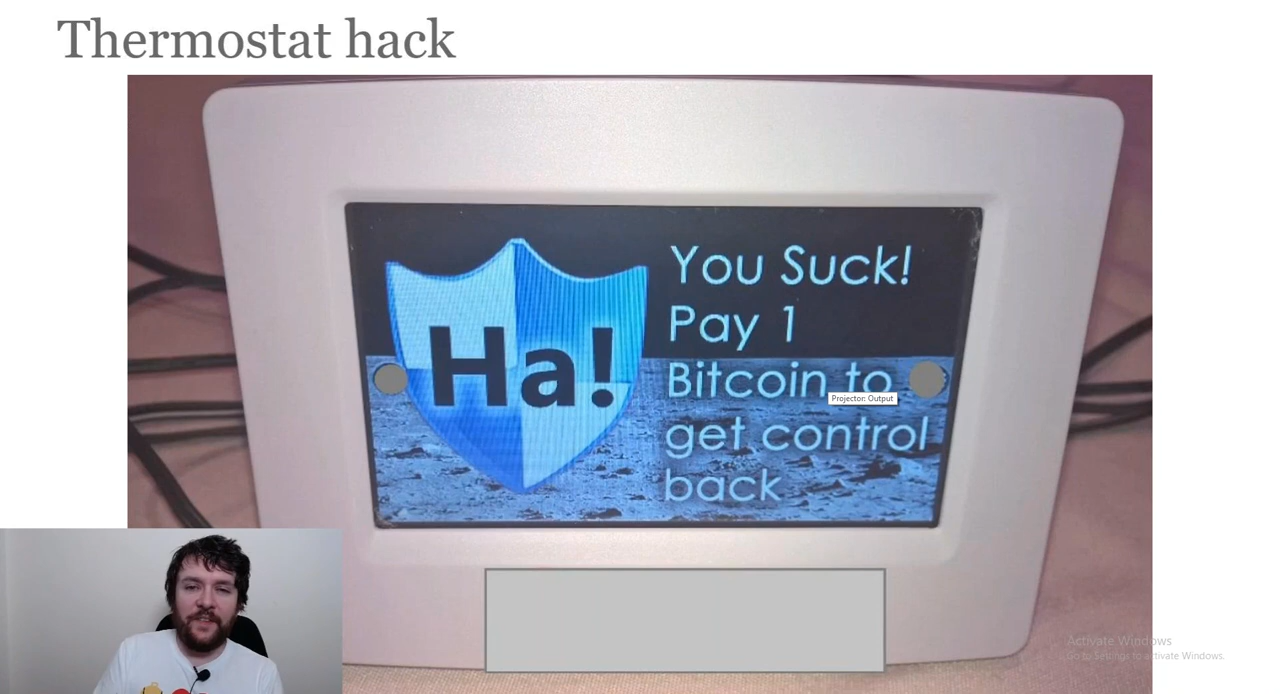 Thermostat hack
You Suck!
Pay 1
Ha!
Bitcoin to
Projector: Output
get control
back
Activate Windows
Go to Settings to activate Windows.